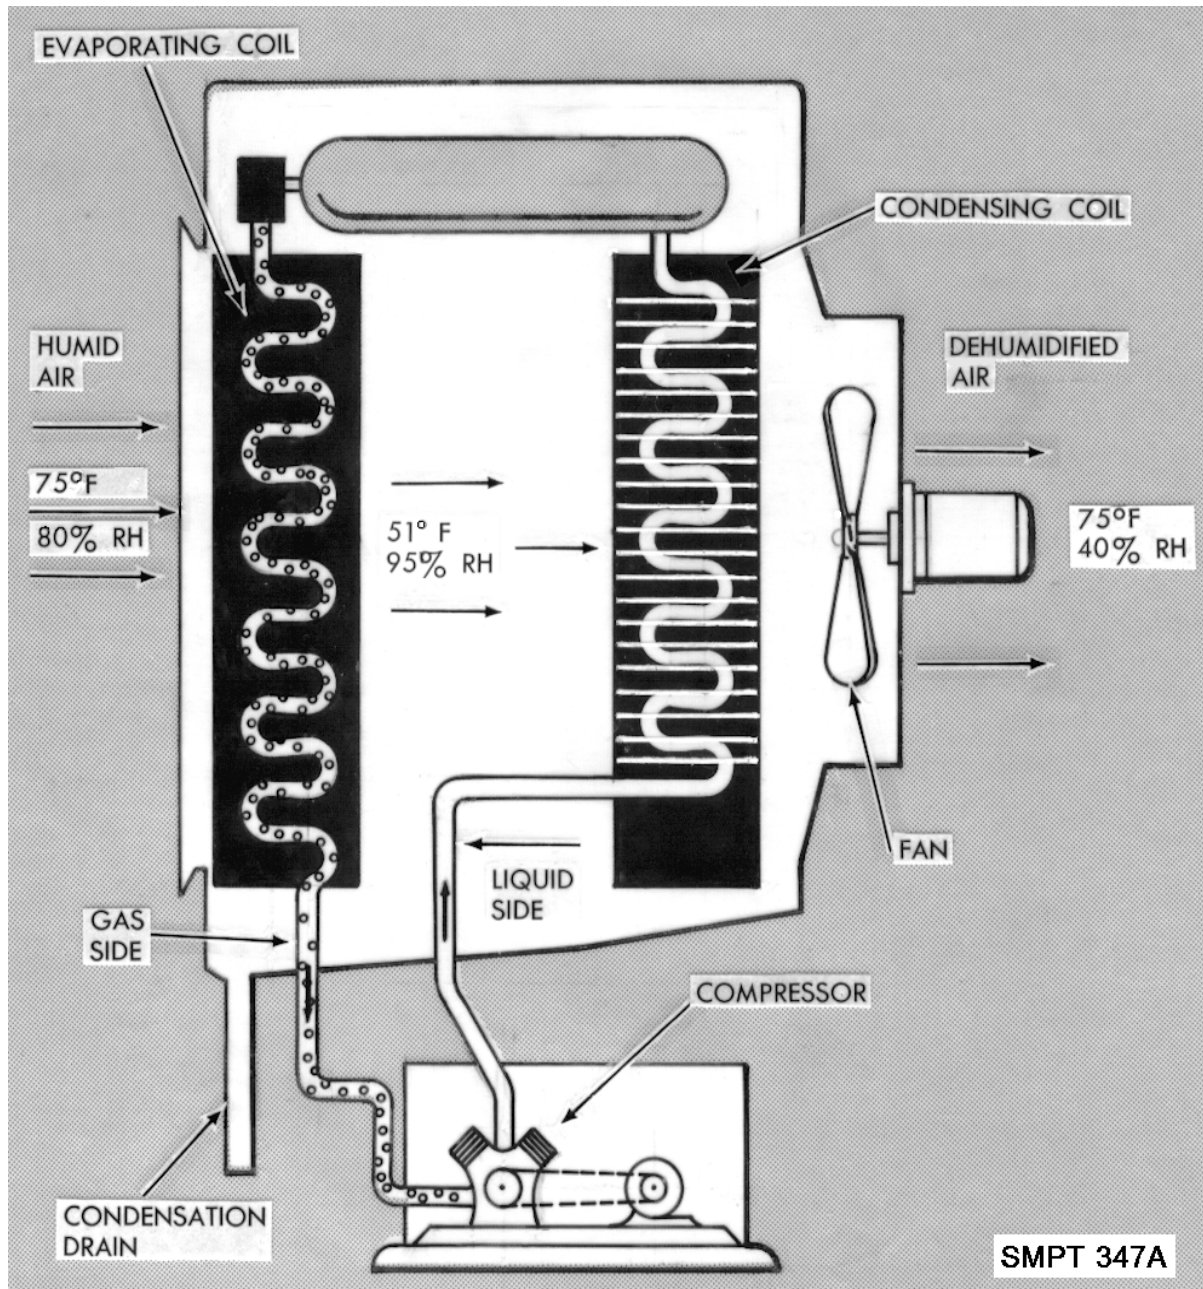 EVAPORATING COIL
CONDENSING COIL
HUMID
AIR
75°F
80% RH
51° F
95% RH
DEHUMIDIFIED
AIR
75°F
40% RH
FAN
LIQUID
SIDE
GAS
SIDE
COMPRESSOR
CONDENSATION
DRAIN
SMPT 347A